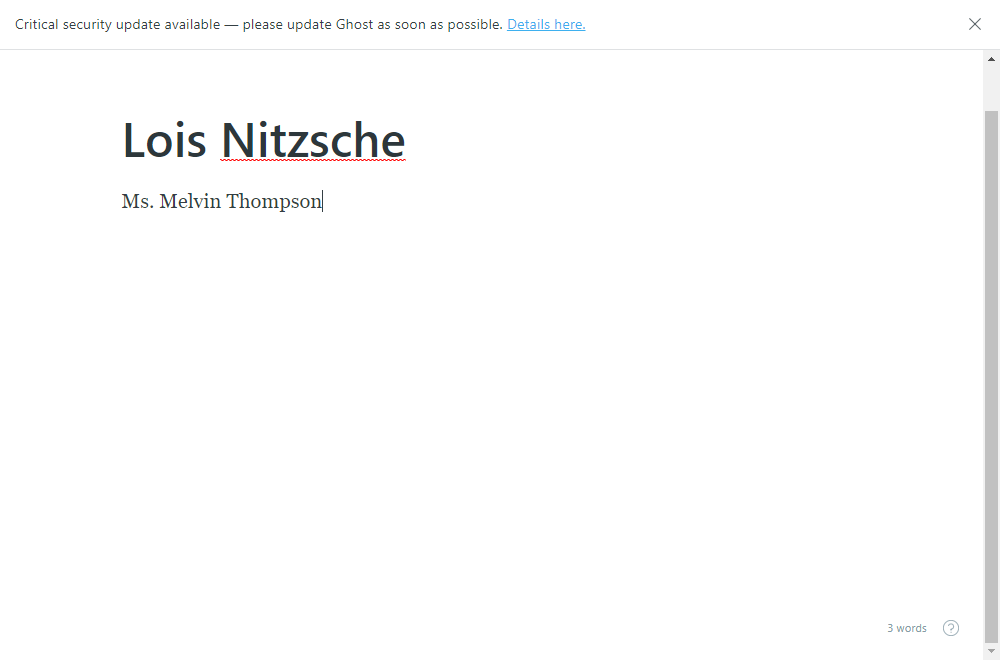 Critical security update available — please update Ghost as soon as possible. Details here.
Lois Nitzsche
Ms. Melvin Thompson
3 words